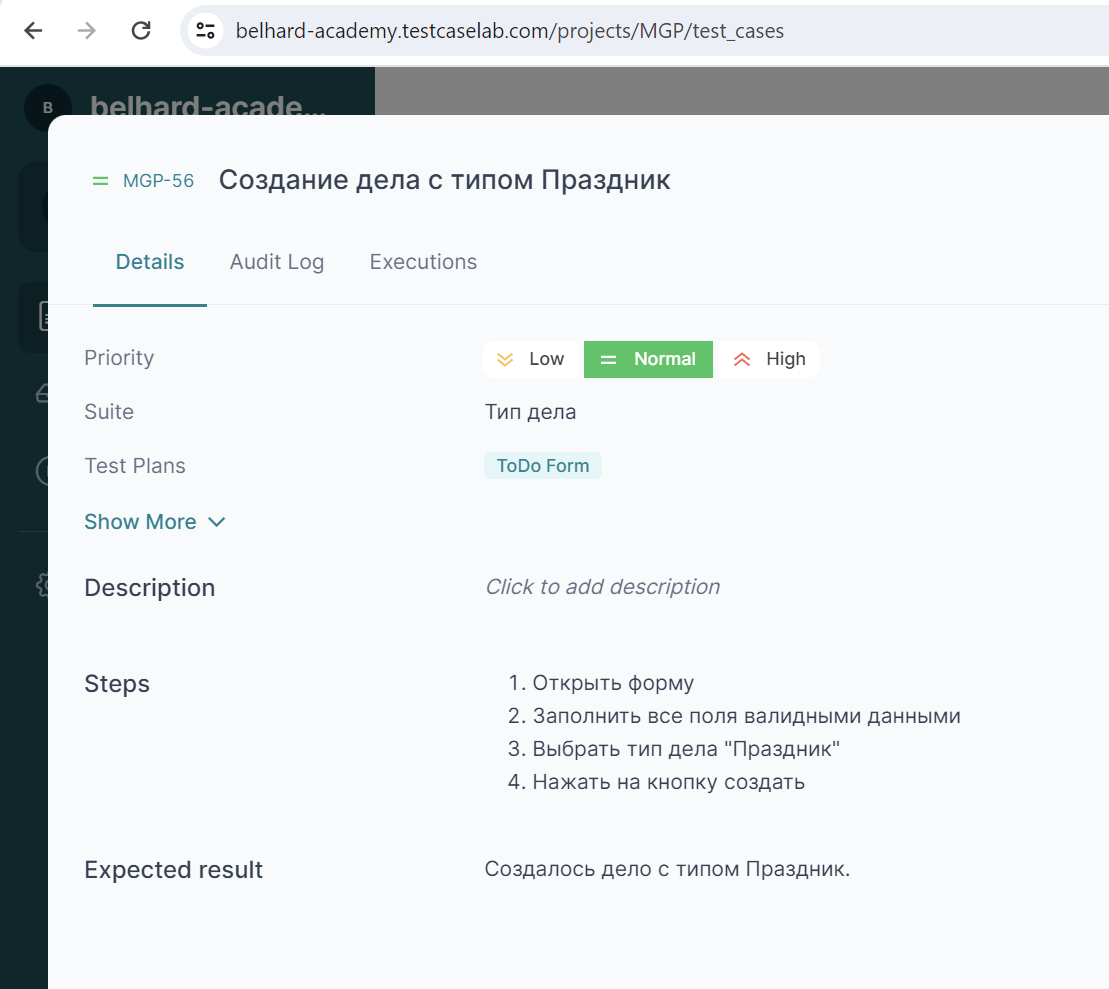 belhard-academy.testcaselab.com/projects/MGP/test_cases
B belhard-acade...
MGP-56 Создание дела с типом Праздник
Details Audit Log Executions
Priority Low Normal High
Suite Тип дела
Test Plans ToDo Form
Show More
Description Click to add description
Steps 1. Открыть форму
2. Заполнить все поля валидными данными
3. Выбрать тип дела "Праздник"
4. Нажать на кнопку создать
Expected result Создалось дело с типом Праздник.